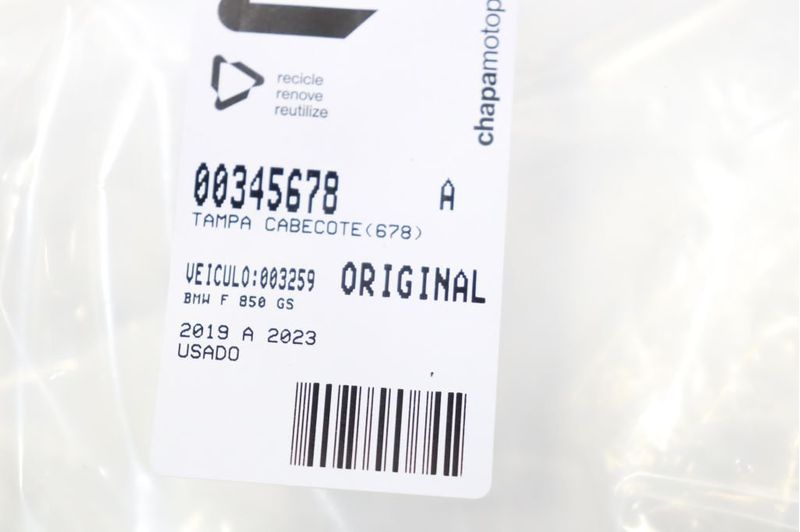 recicle
renove
reutilize
chapamotop
00345678 A
TAMPA CABECOTE(678)
VEICULO:003259 ORIGINAL
BMW F 850 GS
2019 A 2023
USADO